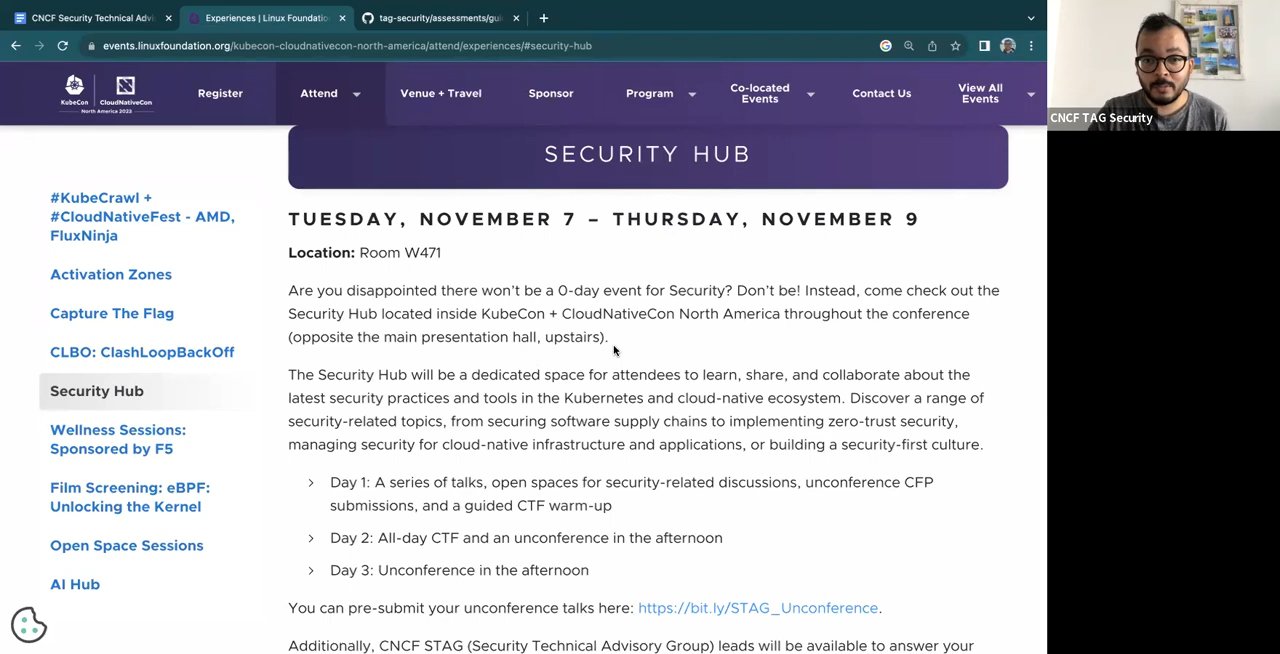 CNCF Security Technical Advi
Experiences | Linux Foundatio
tag-security/assessments/gui
events.linuxfoundation.org/kubecon-cloudnativecon-north-america/attend/experiences/#security-hub
KubeCon
CloudNativeCon
North America 2023
Register
Attend
Venue + Travel
Sponsor
Program
Co-located
Events
Contact Us
View All
Events
CNCF TAG Security
SECURITY HUB
#KubeCrawl +
#CloudNativeFest - AMD,
FluxNinja
Activation Zones
Capture The Flag
CLBO: ClashLoopBackOff
Security Hub
Wellness Sessions:
Sponsored by F5
Film Screening: eBPF:
Unlocking the Kernel
Open Space Sessions
AI Hub
TUESDAY, NOVEMBER 7 – THURSDAY, NOVEMBER 9
Location: Room W471
Are you disappointed there won't be a 0-day event for Security? Don't be! Instead, come check out the
Security Hub located inside KubeCon + CloudNativeCon North America throughout the conference
(opposite the main presentation hall, upstairs).
The Security Hub will be a dedicated space for attendees to learn, share, and collaborate about the
latest security practices and tools in the Kubernetes and cloud-native ecosystem. Discover a range of
security-related topics, from securing software supply chains to implementing zero-trust security,
managing security for cloud-native infrastructure and applications, or building a security-first culture.
Day 1: A series of talks, open spaces for security-related discussions, unconference CFP
submissions, and a guided CTF warm-up
Day 2: All-day CTF and an unconference in the afternoon
Day 3: Unconference in the afternoon
You can pre-submit your unconference talks here: https://bit.ly/STAG_Unconference.
Additionally, CNCF STAG (Security Technical Advisory Group) leads will be available to answer your